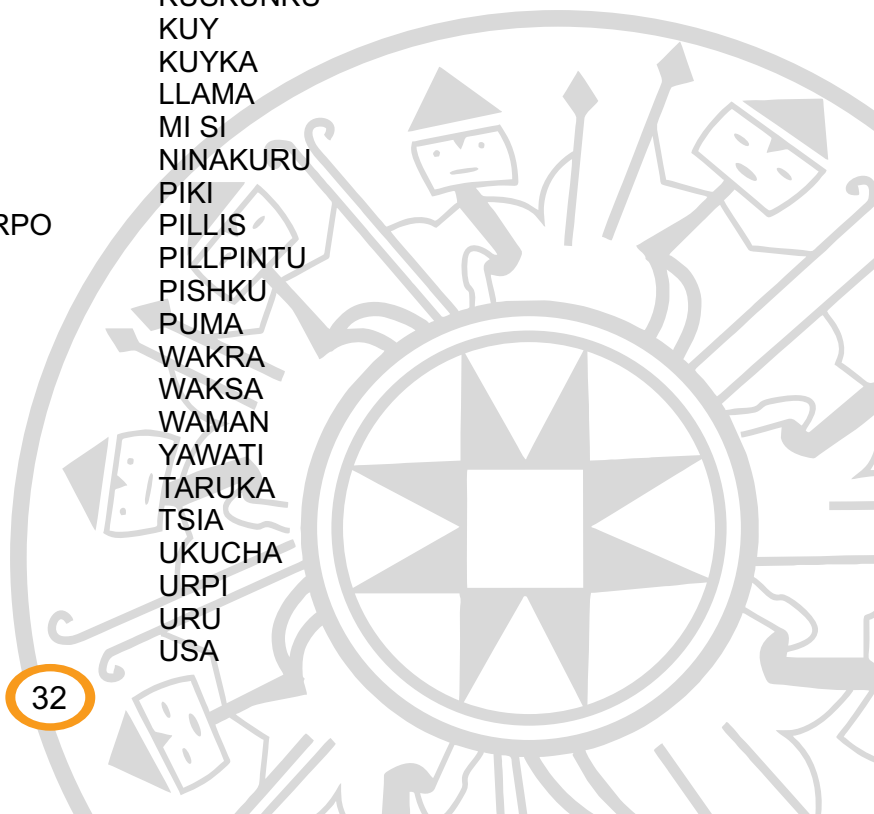 KUSKUNKU
KUY
KUYKA
LLAMA
MI SI
NINAKURU
PIKI
RPO PILLIS
PILLPINTU
PISHKU
PUMA
WAKRA
WAKSA
WAMAN
YAWATI
TARUKA
TSIA
UKUCHA
URPI
URU
USA
32